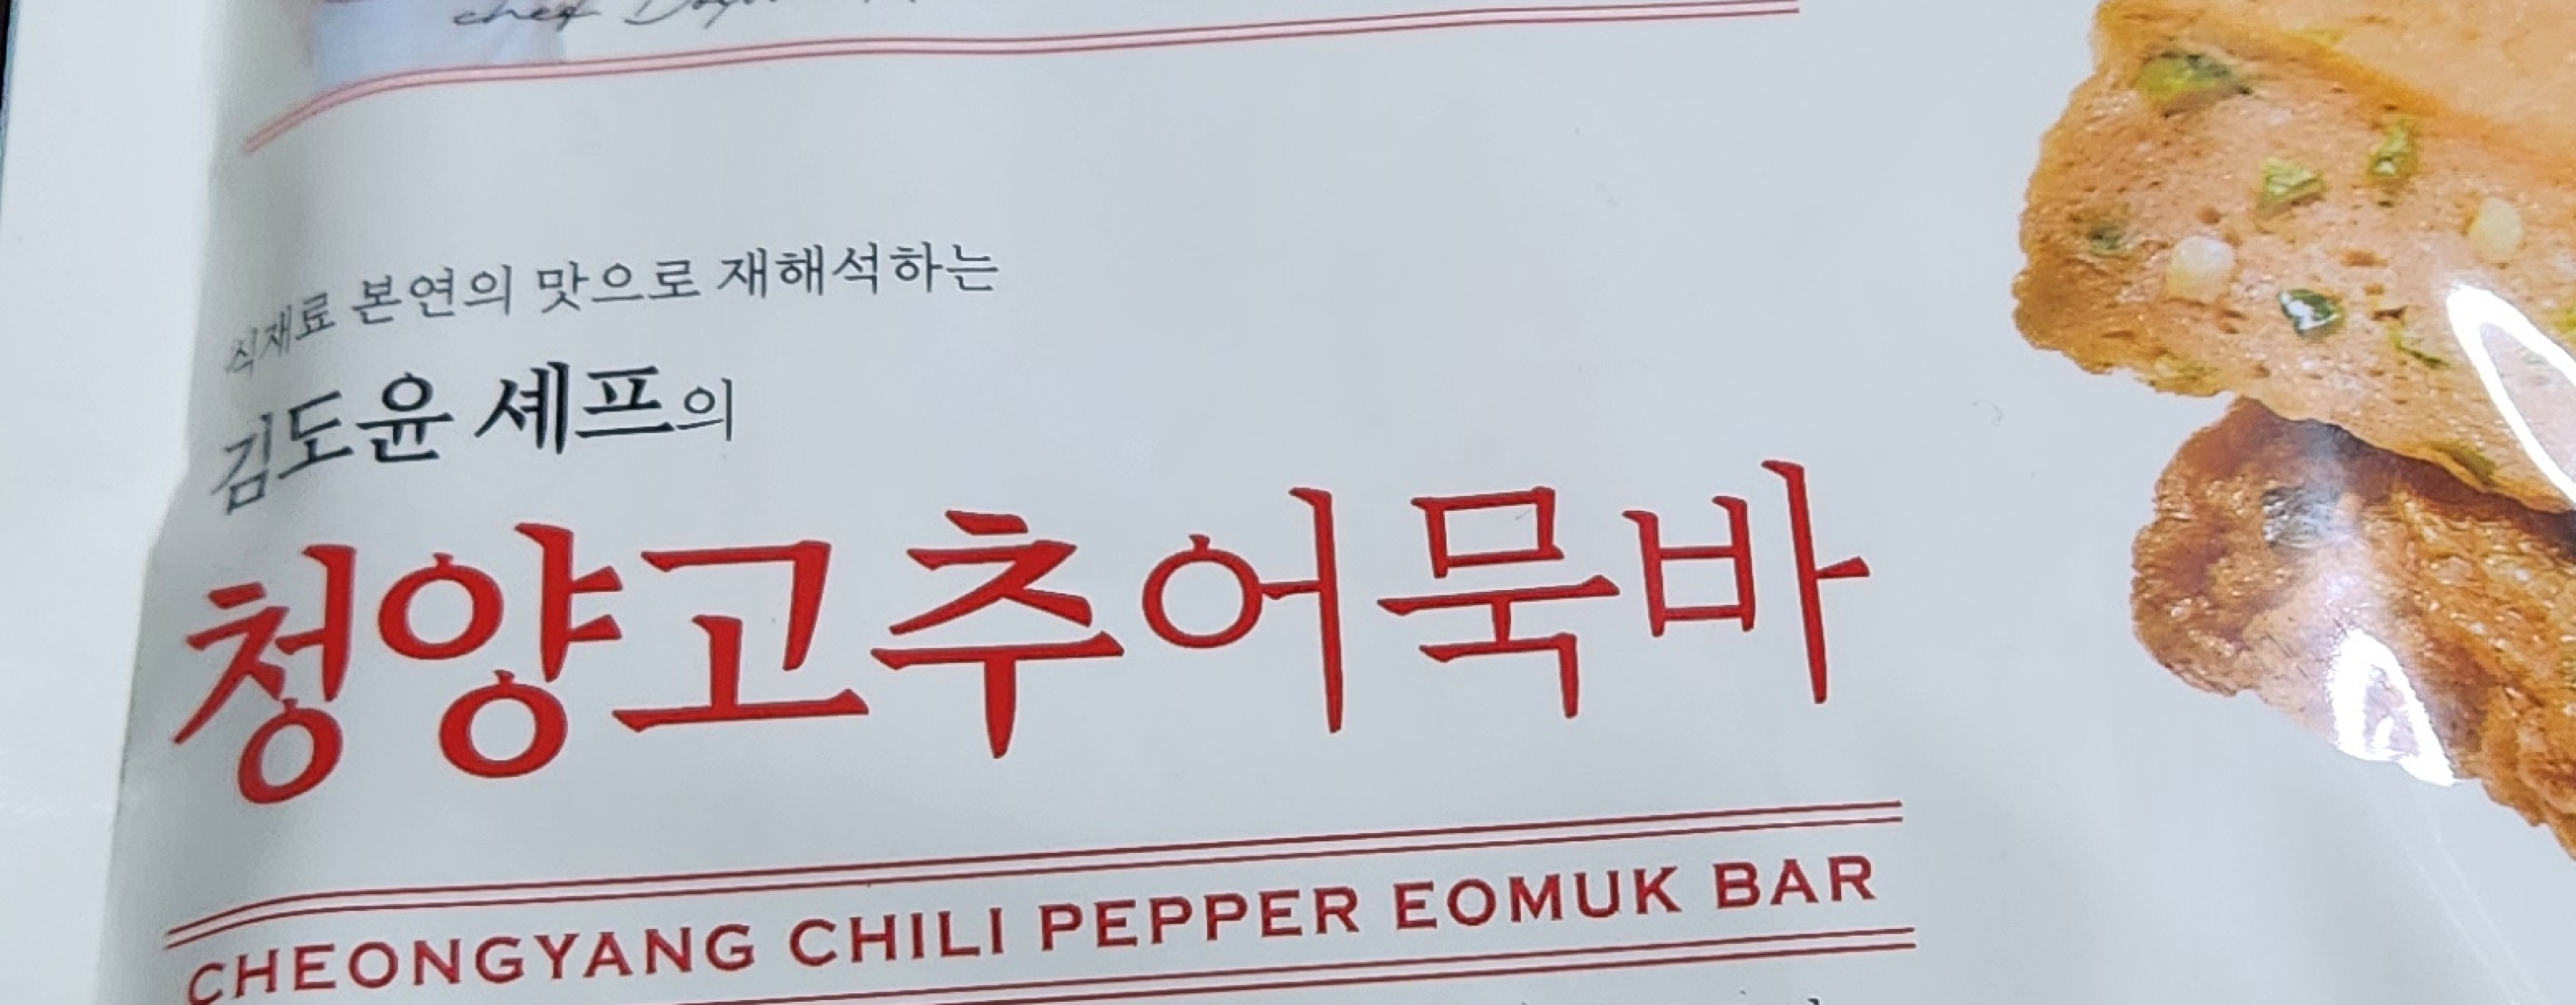 chef
식재료 본연의 맛으로 재해석하는
김도윤 셰프의
청양고추어묵바
CHEONGYANG CHILI PEPPER EOMUK BAR